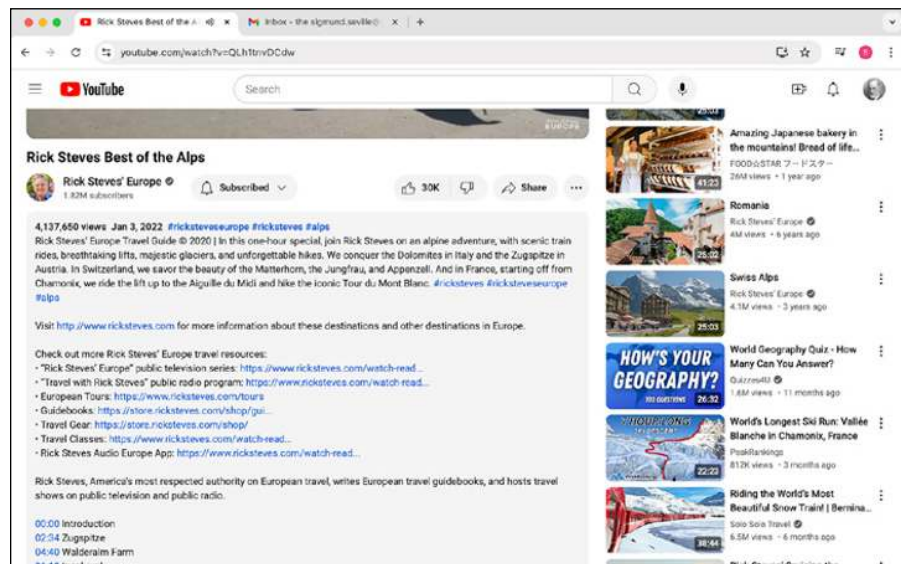 Rick Steves Best of the A
Inbox - the sigmund.seville@
youtube.com/watch?v=QLh1tnvDCdw
YouTube
Search
EUROPE
Rick Steves Best of the Alps
Rick Steves' Europe
1.82M subscribers
Subscribed
30K
Share
4,137,650 views Jan 3, 2022 #ricksteveseurope #ricksteves #alps
Rick Steves' Europe Travel Guide © 2020 | In this one-hour special, join Rick Steves on an alpine adventure, with scenic train
rides, breathtaking lifts, majestic glaciers, and unforgettable hikes. We conquer the Dolomites in Italy and the Zugspitze in
Austria. In Switzerland, we savor the beauty of the Matterhorn, the Jungfrau, and Appenzell. And in France, starting off from
Chamonix, we ride the lift up to the Aiguille du Midi and hike the iconic Tour du Mont Blanc. #ricksteves #ricksteveseurope
#alps
Visit http://www.ricksteves.com for more information about these destinations and other destinations in Europe.
Check out more Rick Steves' Europe travel resources:
• "Rick Steves' Europe" public television series: https://www.ricksteves.com/watch-read...
• "Travel with Rick Steves" public radio program: https://www.ricksteves.com/watch-read...
• European Tours: https://www.ricksteves.com/tours
• Guidebooks: https://store.ricksteves.com/shop/gui...
• Travel Gear: https://store.ricksteves.com/shop/
• Travel Classes: https://www.ricksteves.com/watch-read...
• Rick Steves Audio Europe App: https://www.ricksteves.com/watch-read...
Rick Steves, America's most respected authority on European travel, writes European travel guidebooks, and hosts travel
shows on public television and public radio.
00:00 Introduction
02:34 Zugspitze
04:40 Walderalm Farm
25:03
41:23
Amazing Japanese bakery in
the mountains! Bread of life...
FOOD☆STAR フードスター
26M views • 1 year ago
25:02
Romania
Rick Steves' Europe
4M views • 6 years ago
25:03
Swiss Alps
Rick Steves' Europe
4.1M views • 3 years ago
HOW'S YOUR
GEOGRAPHY?
100 QUESTIONS
26:32
World Geography Quiz - How
Many Can You Answer?
Quizzes4U
1.6M views • 11 months ago
22:23
World's Longest Ski Run: Vallée
Blanche in Chamonix, France
PeakRankings
812K views • 3 months ago
38:44
Riding the World's Most
Beautiful Snow Train! | Bernina...
Solo Solo Travel
6.5M views • 6 months ago